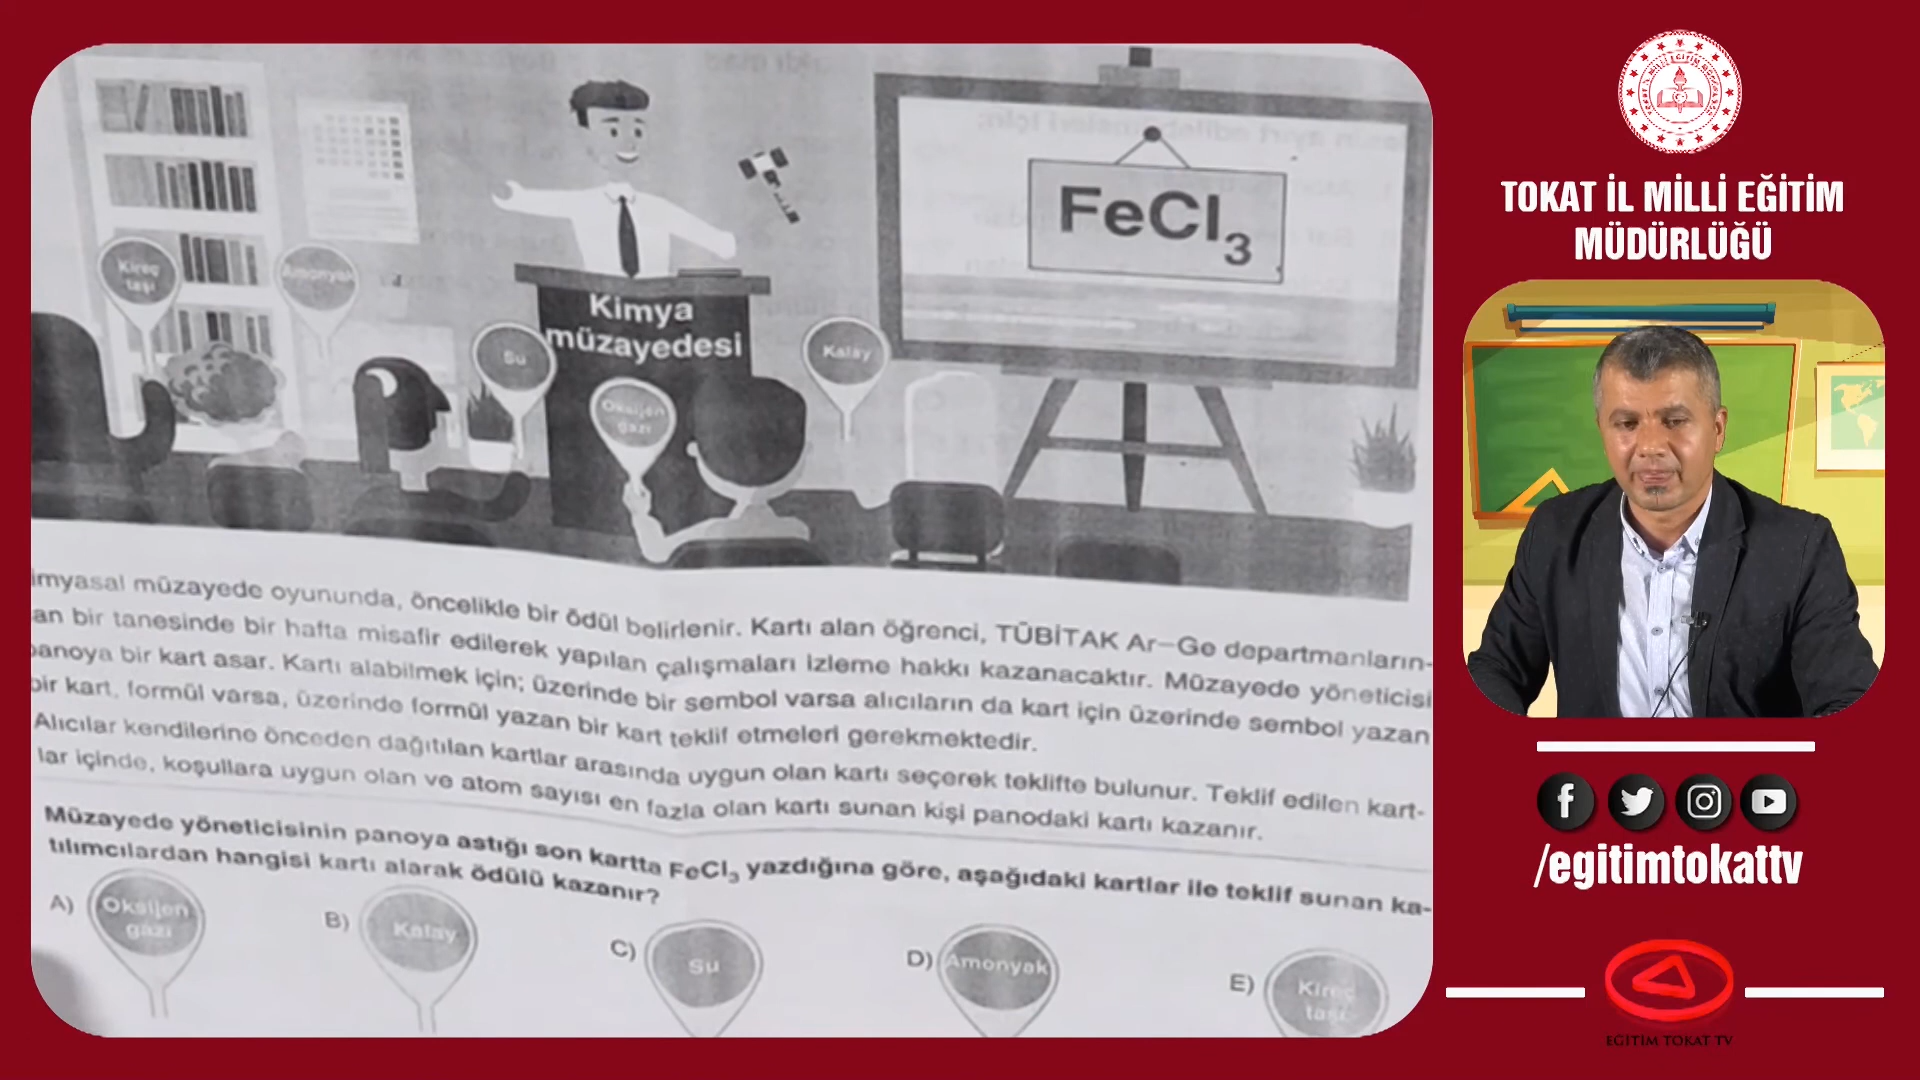 FeCl3
Kimya
müzayedesi
Kireç
taşı
Amonyak
Su
Oksijen
gazı
Kalay
imyasal müzayede oyununda, öncelikle bir ödül belirlenir. Kartı alan öğrenci, TÜBİTAK Ar-Ge departmanların-
an bir tanesinde bir hafta misafir edilerek yapılan çalışmaları izleme hakkı kazanacaktır. Müzayede yöneticisi
panoya bir kart asar. Kartı alabilmek için; üzerinde bir sembol varsa alıcıların da kart için üzerinde sembol yazan
bir kart, formül varsa, üzerinde formül yazan bir kart teklif etmeleri gerekmektedir.
Alıcılar kendilerine önceden dağıtılan kartlar arasında uygun olan kartı seçerek teklifte bulunur. Teklif edilen kart-
lar içinde, koşullara uygun olan ve atom sayısı en fazla olan kartı sunan kişi panodaki kartı kazanır.
Müzayede yöneticisinin panoya astığı son kartta FeCl3 yazdığına göre, aşağıdaki kartlar ile teklif sunan ka-
tılımcılardan hangisi kartı alarak ödülü kazanır?
A) Oksijen
gazı
B) Kalay
C) Su
D) Amonyak
E) Kireç
taşı
TOKAT İL MİLLİ EĞİTİM
MÜDÜRLÜĞÜ
/egitimtokattv
EĞİTİM TOKAT TV